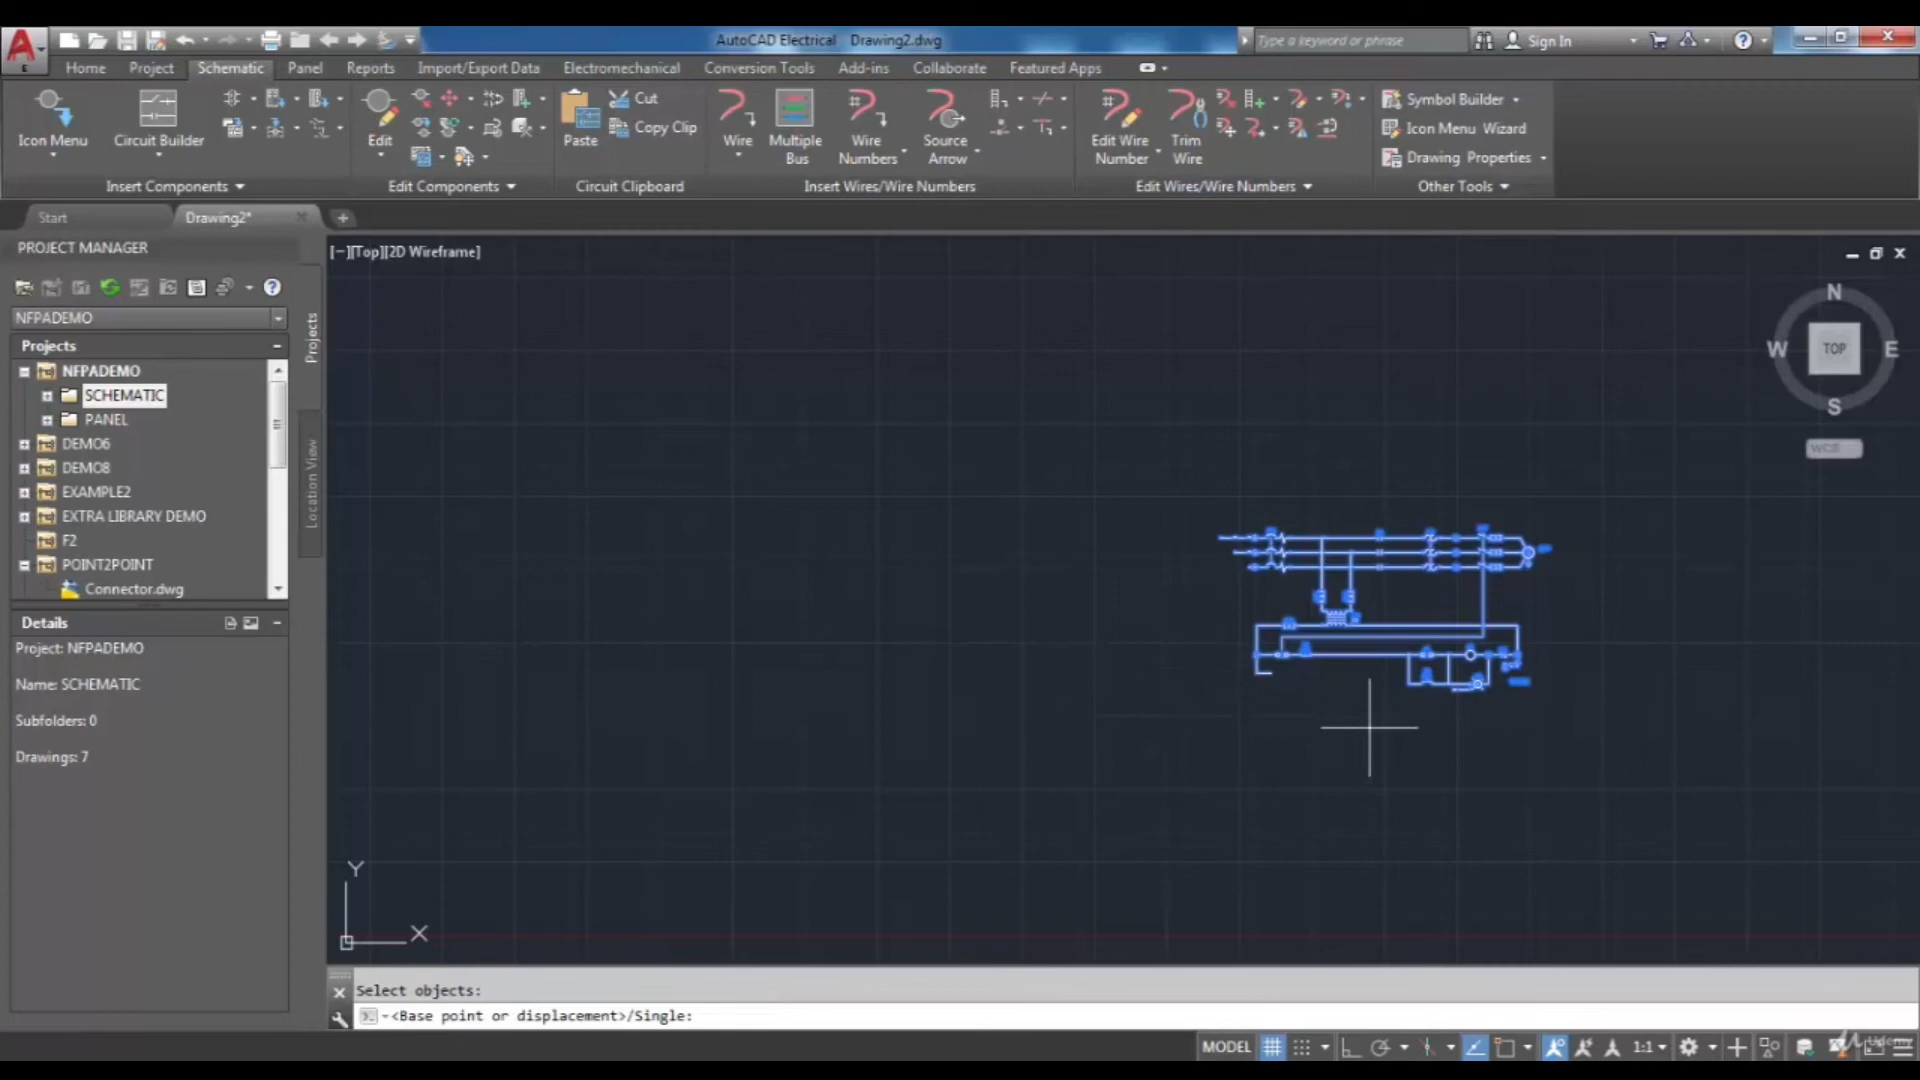 AutoCAD Electrical Drawing2.dwg
Type a keyword or phrase
Sign In
E
Home Project Schematic Panel Reports Import/Export Data Electromechanical Conversion Tools Add-ins Collaborate Featured Apps
Icon Menu
Circuit Builder
Insert Components
Edit
Edit Components
Paste
Cut
Copy Clip
Circuit Clipboard
Wire
Multiple Bus
Wire Numbers
Source Arrow
Insert Wires/Wire Numbers
Edit Wire Number
Trim Wire
Edit Wires/Wire Numbers
Symbol Builder
Icon Menu Wizard
Drawing Properties
Other Tools
Start
Drawing2*
PROJECT MANAGER
NFPADEMO
Projects
NFPADEMO
SCHEMATIC
PANEL
DEMO6
DEMO8
EXAMPLE2
EXTRA LIBRARY DEMO
F2
POINT2POINT
Connector.dwg
Details
Project: NFPADEMO
Name: SCHEMATIC
Subfolders: 0
Drawings: 7
Projects
Location View
[−][Top][2D Wireframe]
N
W
TOP
E
S
WCS
Y
X
Select objects:
-<Base point or displacement>/Single:
MODEL
1:1
Udemy